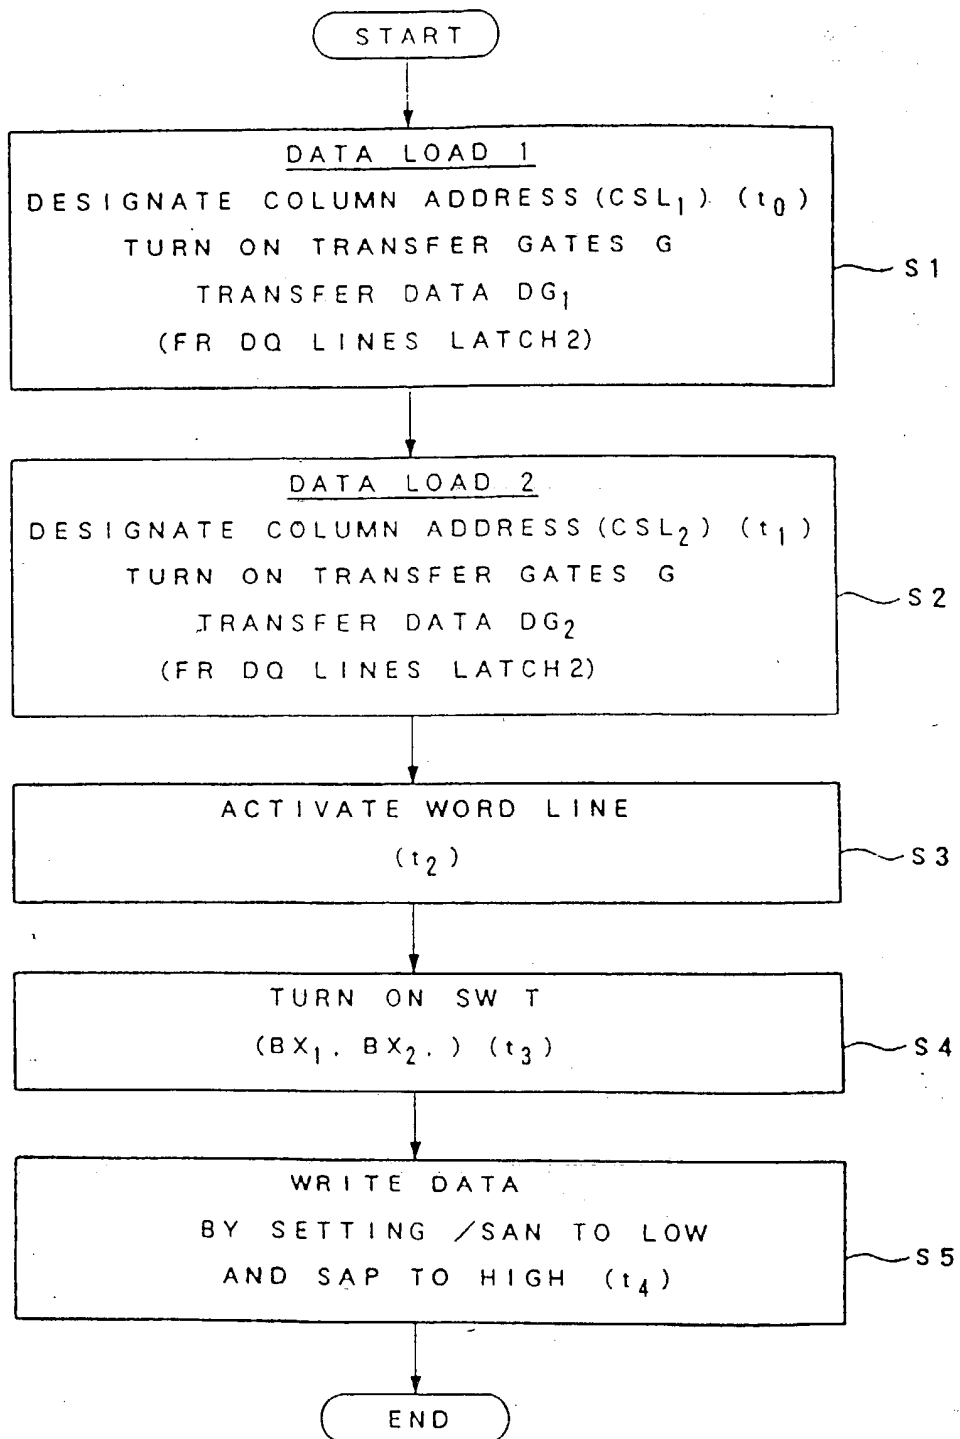 START
DATA LOAD 1
DESIGNATE COLUMN ADDRESS (CSL1) (t0)
TURN ON TRANSFER GATES G
TRANSFER DATA DG1
(FR DQ LINES LATCH2)
S1
DATA LOAD 2
DESIGNATE COLUMN ADDRESS (CSL2) (t1)
TURN ON TRANSFER GATES G
TRANSFER DATA DG2
(FR DQ LINES LATCH2)
S2
ACTIVATE WORD LINE
(t2)
S3
TURN ON SW T
(BX1, BX2, ) (t3)
S4
WRITE DATA
BY SETTING /SAN TO LOW
AND SAP TO HIGH (t4)
S5
END